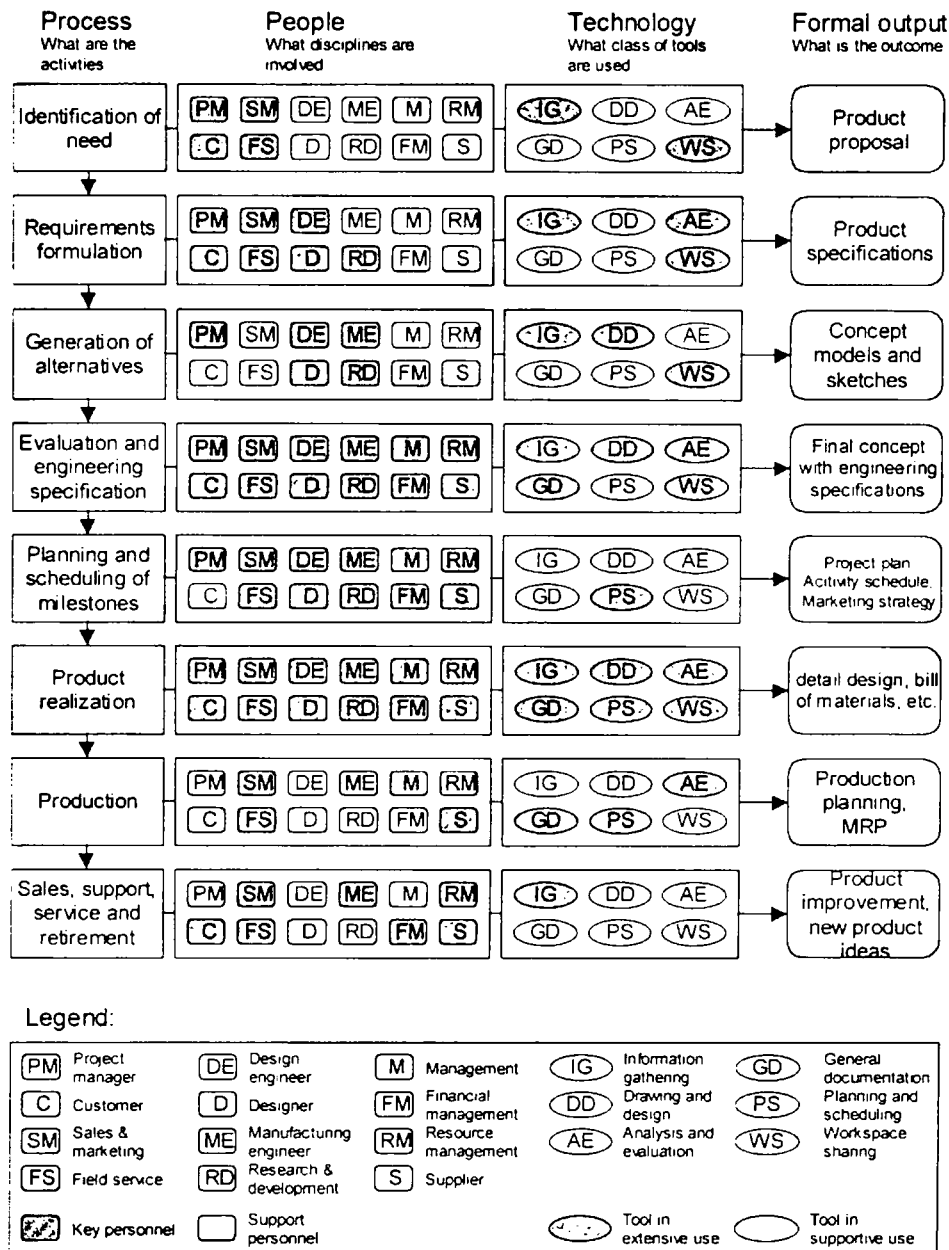 Process People Technology Formal output
What are the activities
What disciplines are involved
What class of tools are used
What is the outcome
Identification of need
PM SM DE ME M RM
C FS D RD FM S
IG DD AE
GD PS WS
Product proposal
Requirements formulation
PM SM DE ME M RM
C FS D RD FM S
IG DD AE
GD PS WS
Product specifications
Generation of alternatives
PM SM DE ME M RM
C FS D RD FM S
IG DD AE
GD PS WS
Concept models and sketches
Evaluation and engineering specification
PM SM DE ME M RM
C FS D RD FM S
IG DD AE
GD PS WS
Final concept with engineering specifications
Planning and scheduling of milestones
PM SM DE ME M RM
C FS D RD FM S
IG DD AE
GD PS WS
Project plan
Acitivity schedule,
Marketing strategy
Product realization
PM SM DE ME M RM
C FS D RD FM S
IG DD AE
GD PS WS
detail design, bill of materials, etc.
Production
PM SM DE ME M RM
C FS D RD FM S
IG DD AE
GD PS WS
Production planning, MRP
Sales, support, service and retirement
PM SM DE ME M RM
C FS D RD FM S
IG DD AE
GD PS WS
Product improvement, new product ideas
Legend:
PM Project manager
C Customer
SM Sales & marketing
FS Field service
DE Design engineer
D Designer
ME Manufacturing engineer
RD Research & development
M Management
FM Financial management
RM Resource management
S Supplier
IG Information gathering
DD Drawing and design
AE Analysis and evaluation
GD General documentation
PS Planning and scheduling
WS Workspace sharing
Key personnel
Support personnel
Tool in extensive use
Tool in supportive use